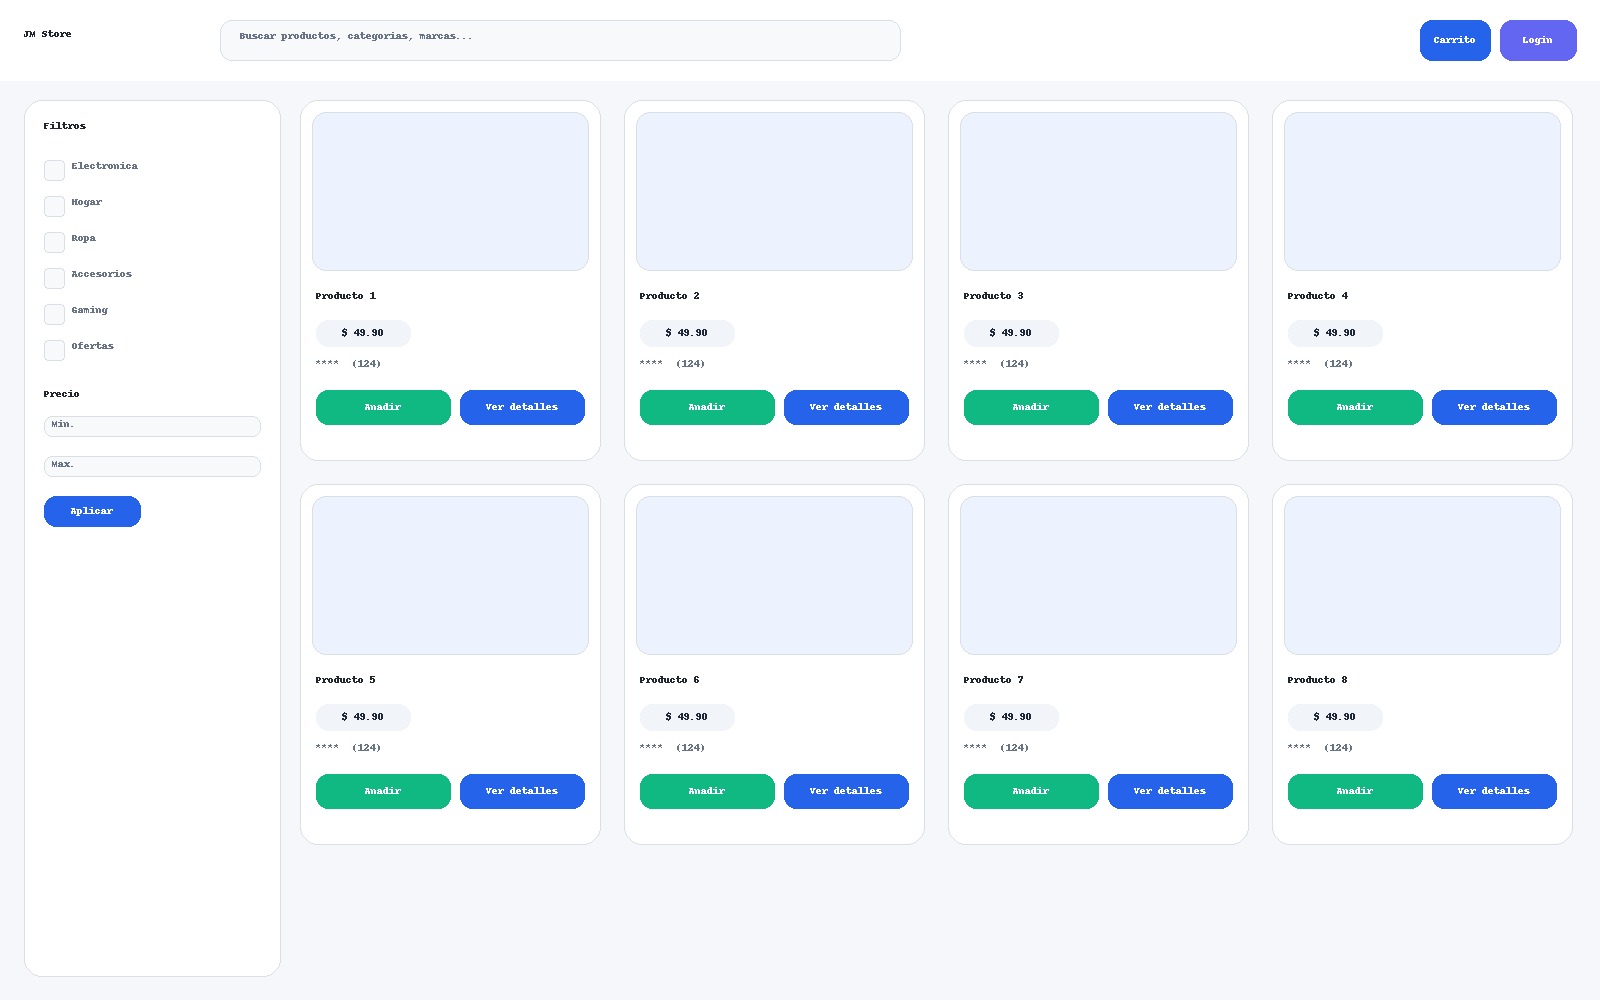 JM Store
Buscar productos, categorias, marcas...
Carrito
Login
Filtros
Electronica
Hogar
Ropa
Accesorios
Gaming
Ofertas
Precio
Min.
Max.
Aplicar
Producto 1
$ 49.90
**** (124)
Anadir
Ver detalles
Producto 2
$ 49.90
**** (124)
Anadir
Ver detalles
Producto 3
$ 49.90
**** (124)
Anadir
Ver detalles
Producto 4
$ 49.90
**** (124)
Anadir
Ver detalles
Producto 5
$ 49.90
**** (124)
Anadir
Ver detalles
Producto 6
$ 49.90
**** (124)
Anadir
Ver detalles
Producto 7
$ 49.90
**** (124)
Anadir
Ver detalles
Producto 8
$ 49.90
**** (124)
Anadir
Ver detalles